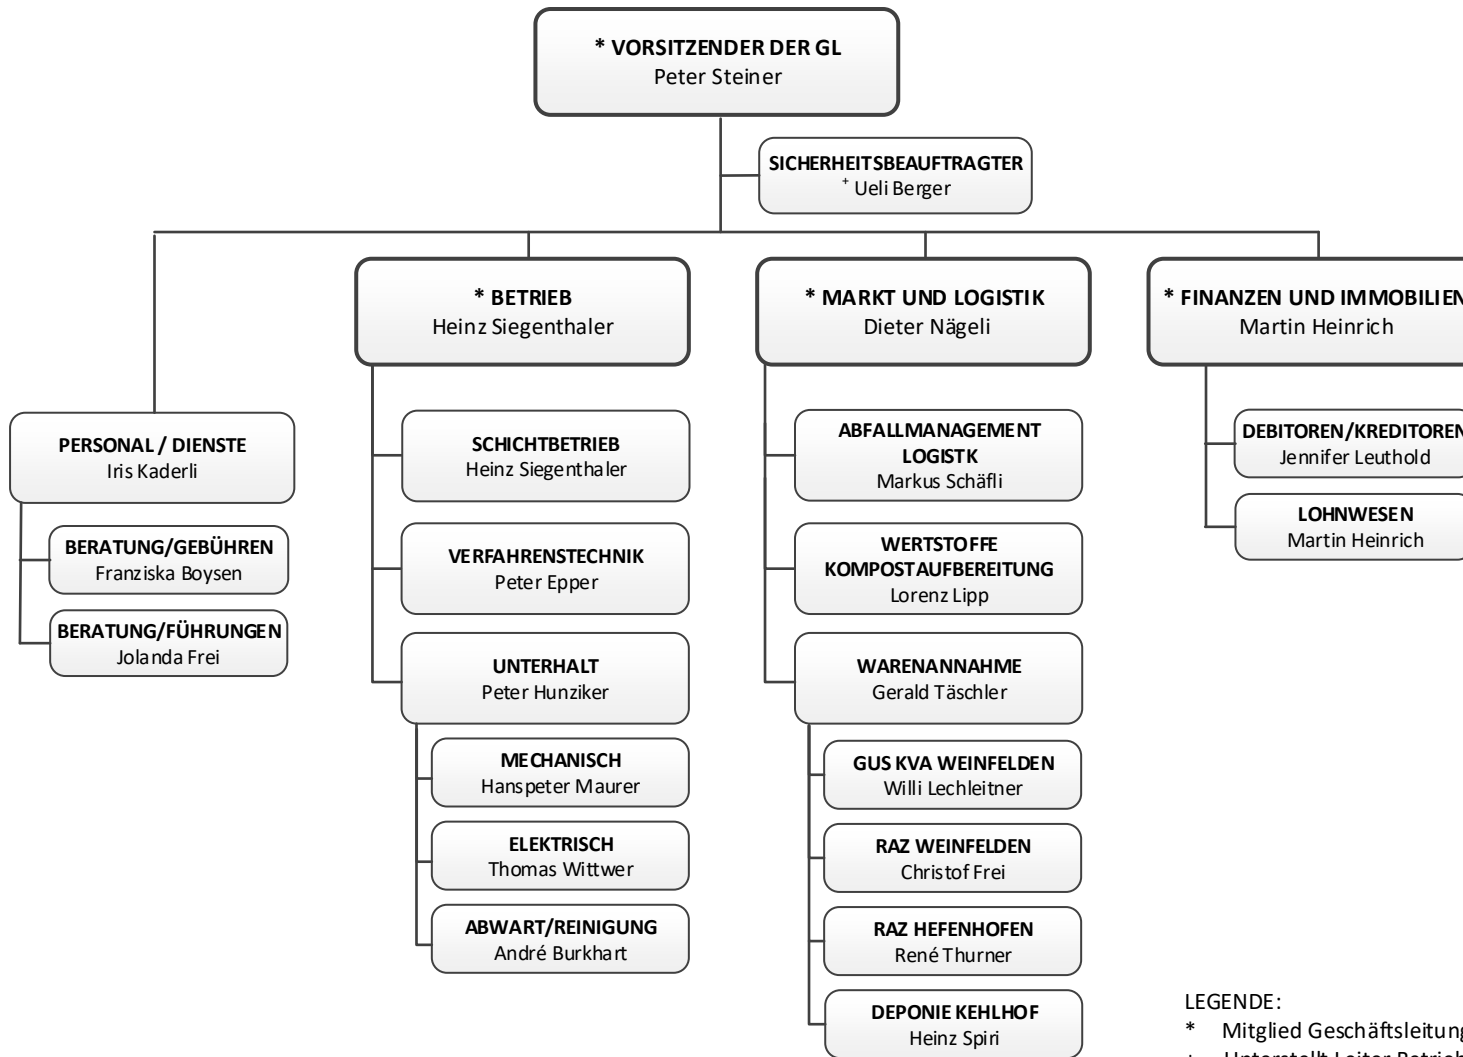 * VORSITZENDER DER GL
Peter Steiner
SICHERHEITSBEAUFTRAGTER
+ Ueli Berger
* BETRIEB
Heinz Siegenthaler
* MARKT UND LOGISTIK
Dieter Nägeli
* FINANZEN UND IMMOBILIEN
Martin Heinrich
PERSONAL / DIENSTE
Iris Kaderli
BERATUNG/GEBÜHREN
Franziska Boysen
BERATUNG/FÜHRUNGEN
Jolanda Frei
SCHICHTBETRIEB
Heinz Siegenthaler
VERFAHRENSTECHNIK
Peter Epper
UNTERHALT
Peter Hunziker
MECHANISCH
Hanspeter Maurer
ELEKTRISCH
Thomas Wittwer
ABWART/REINIGUNG
André Burkhart
ABFALLMANAGEMENT
LOGISTK
Markus Schäfli
WERTSTOFFE
KOMPOSTAUFBEREITUNG
Lorenz Lipp
WARENANNAHME
Gerald Täschler
GUS KVA WEINFELDEN
Willi Lechleitner
RAZ WEINFELDEN
Christof Frei
RAZ HEFENHOFEN
René Thurner
DEPONIE KEHLHOF
Heinz Spiri
DEBITOREN/KREDITOREN
Jennifer Leuthold
LOHNWESEN
Martin Heinrich
LEGENDE:
* Mitglied Geschäftsleitung
+ Unterstellt Leiter Betrieb